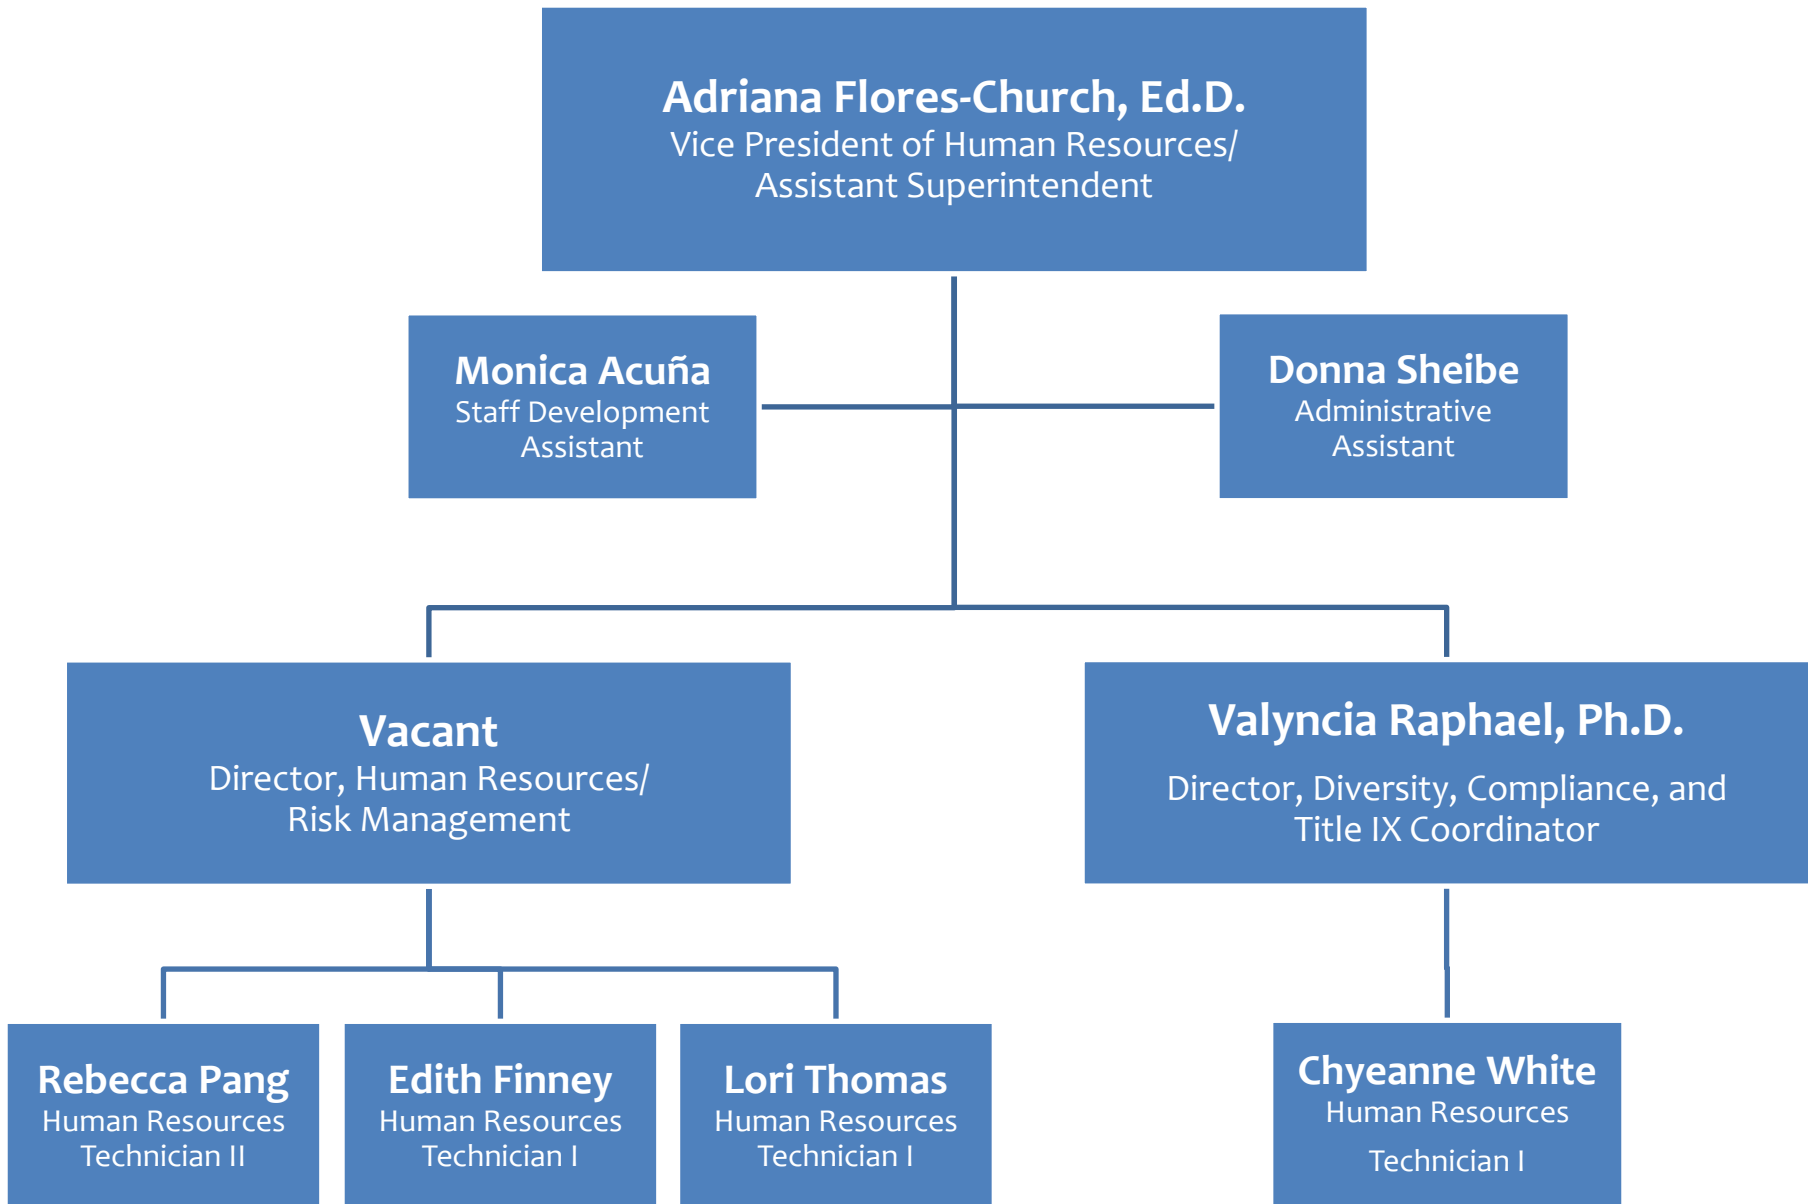 Adriana Flores-Church, Ed.D.
Vice President of Human Resources/
Assistant Superintendent
Monica Acuña
Staff Development
Assistant
Donna Sheibe
Administrative
Assistant
Vacant
Director, Human Resources/
Risk Management
Valyncia Raphael, Ph.D.
Director, Diversity, Compliance, and
Title IX Coordinator
Rebecca Pang
Human Resources
Technician II
Edith Finney
Human Resources
Technician I
Lori Thomas
Human Resources
Technician I
Chyeanne White
Human Resources
Technician I